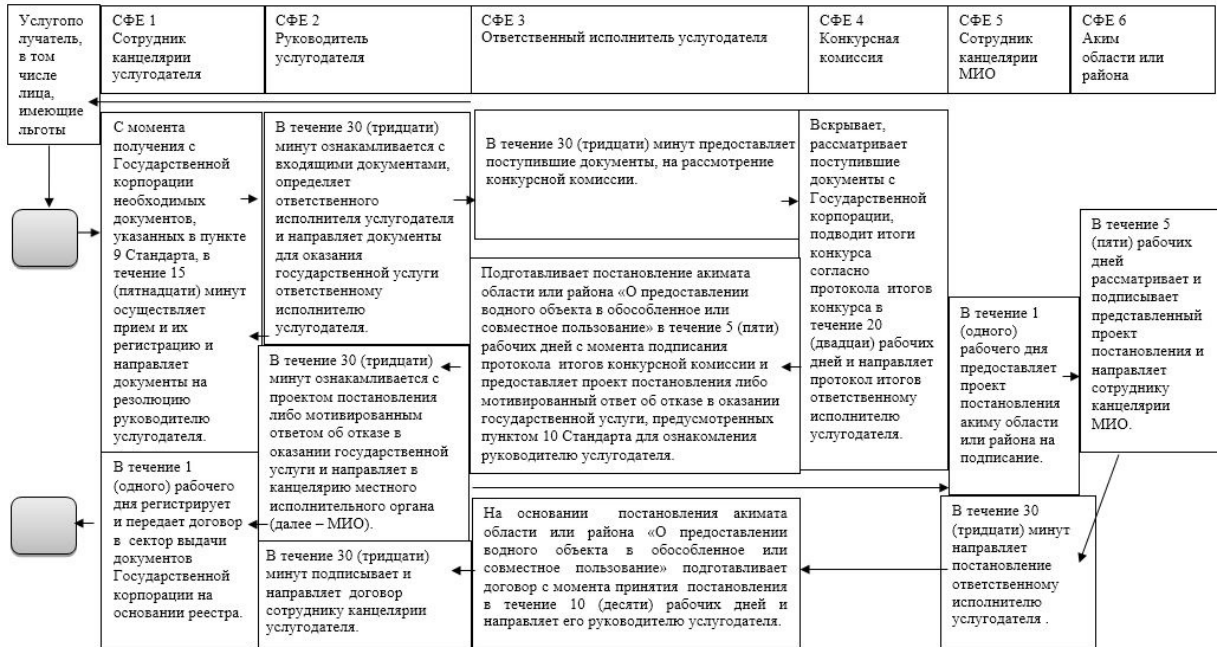 Услугопо
лучатель,
в том
числе
лица,
имеющие
льготы
СФЕ 1
Сотрудник
канцелярии
услугодателя
СФЕ 2
Руководитель
услугодателя
СФЕ 3
Ответственный исполнитель услугодателя
СФЕ 4
Конкурсная
комиссия
СФЕ 5
Сотрудник
канцелярии
МИО
СФЕ 6
Аким
области или
района
С момента
получения с
Государственной
корпорации
необходимых
документов,
указанных в пункте
9 Стандарта, в
течение 15
(пятнадцати) минут
осуществляет
прием и их
регистрацию и
направляет
документы на
резолюцию
руководителю
услугодателя.
В течение 30 (тридцати)
минут ознакамливается с
входящими документами,
определяет
ответственного
исполнителя услугодателя
и направляет документы
для оказания
государственной услуги
ответственному
исполнителю
услугодателя.
В течение 30 (тридцати) минут предоставляет
поступившие документы, на рассмотрение
конкурсной комиссии.
Вскрывает,
рассматривает
поступившие
документы с
Государственной
корпорации,
подводит итоги
конкурса
согласно
протокола итогов
конкурса в
течение 20
(двадцаи) рабочих
дней и направляет
протокол итогов
ответственному
исполнителю
услугодателя.
Подготавливает постановление акимата
области или района «О предоставлении
водного объекта в обособленное или
совместное пользование» в течение 5 (пяти)
рабочих дней с момента подписания
протокола итогов конкурсной комиссии и
предоставляет проект постановления либо
мотивированный ответ об отказе в оказании
государственной услуги, предусмотренных
пунктом 10 Стандарта для ознакомления
руководителю услугодателя.
В течение 30 (тридцати)
минут ознакамливается с
проектом постановления
либо мотивированным
ответом об отказе в
оказании государственной
услуги и направляет в
канцелярию местного
исполнительного органа
(далее – МИО).
В течение 1
(одного)
рабочего дня
предоставляет
проект
постановления
акиму области
или района на
подписание.
В течение 5
(пяти) рабочих
дней
рассматривает и
подписывает
представленный
проект
постановления и
направляет
сотруднику
канцелярии
МИО.
В течение 30
(тридцати) минут
направляет
постановление
ответственному
исполнителю
услугодателя .
На основании постановления акимата
области или района «О предоставлении
водного объекта в обособленное или
совместное пользование» подготавливает
договор с момента принятия постановления
в течение 10 (десяти) рабочих дней и
направляет его руководителю услугодателя.
В течение 30 (тридцати)
минут подписывает и
направляет договор
сотруднику канцелярии
услугодателя.
В течение 1
(одного) рабочего
дня регистрирует
и передает договор
в сектор выдачи
документов
Государственной
корпорации на
основании реестра.